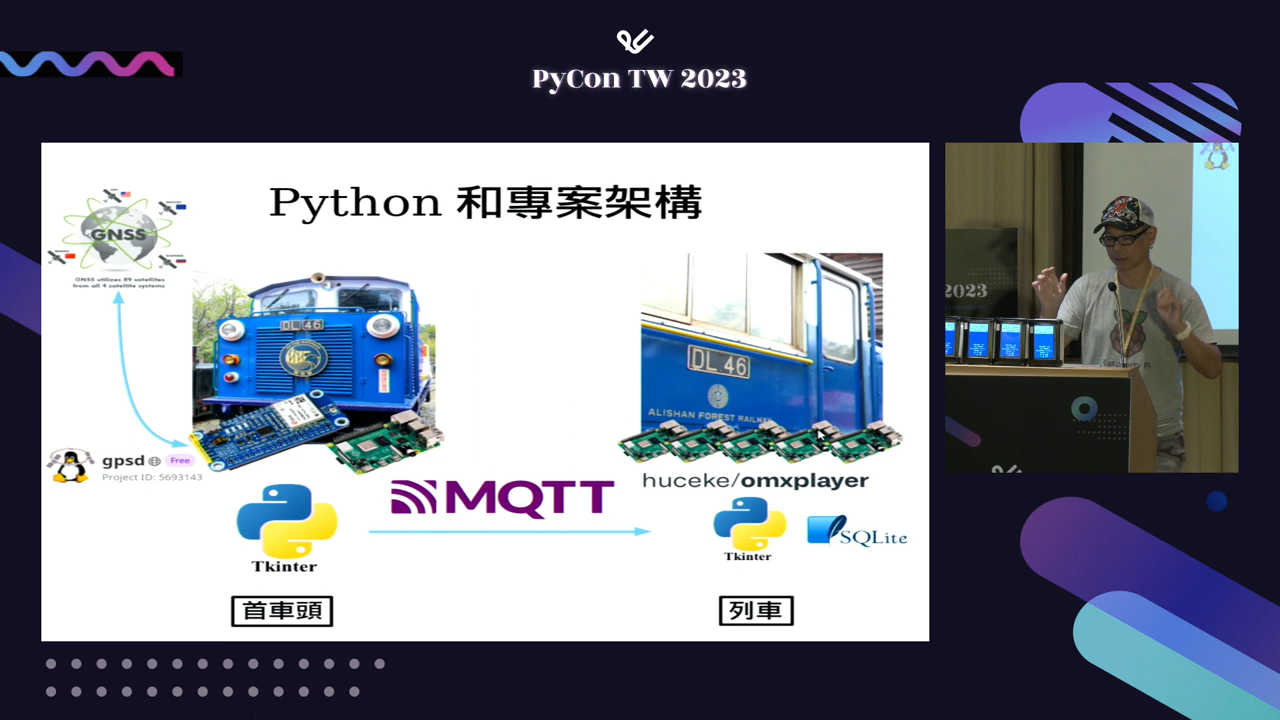 PyCon TW 2023
Python 和專案架構
GNSS
GNSS utilizes 89 satellites
from all 4 satellite systems
DL 46
DL 46
ALISHAN FOREST RAILWAY
gpsd Free
Project ID: 5693143
MQTT
huceke/omxplayer
Tkinter
Tkinter
SQLite
首車頭
列車
2023
Raspberry Pi